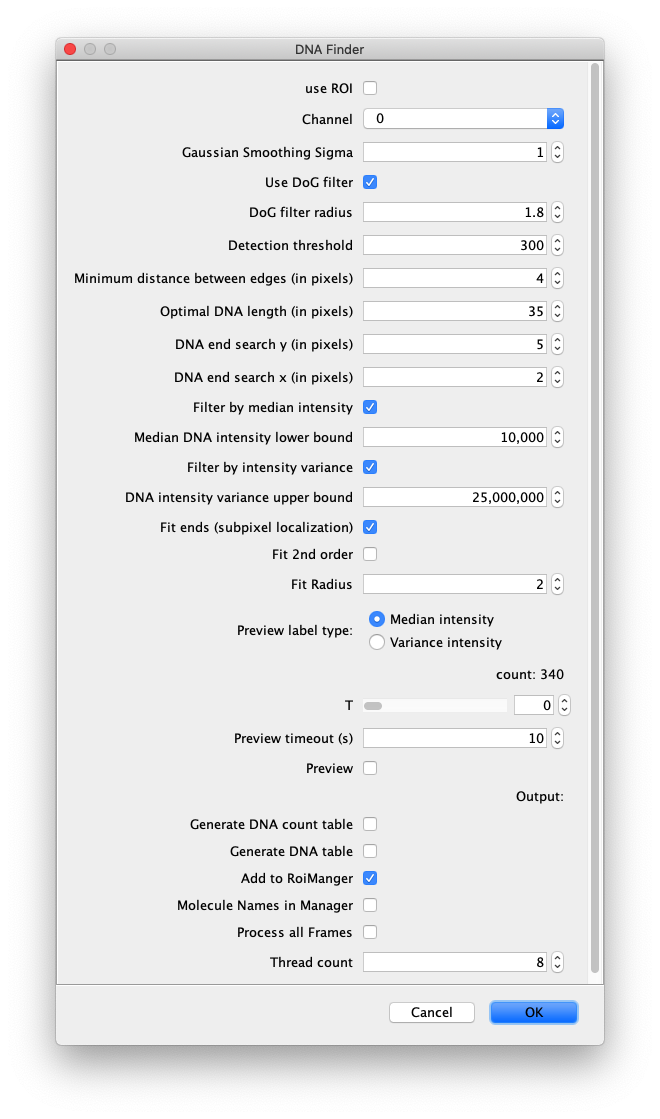 DNA Finder
use ROI
Channel 0
Gaussian Smoothing Sigma 1
Use DoG filter
DoG filter radius 1.8
Detection threshold 300
Minimum distance between edges (in pixels) 4
Optimal DNA length (in pixels) 35
DNA end search y (in pixels) 5
DNA end search x (in pixels) 2
Filter by median intensity
Median DNA intensity lower bound 10,000
Filter by intensity variance
DNA intensity variance upper bound 25,000,000
Fit ends (subpixel localization)
Fit 2nd order
Fit Radius 2
Preview label type: Median intensity
Variance intensity
count: 340
T 0
Preview timeout (s) 10
Preview
Output:
Generate DNA count table
Generate DNA table
Add to RoiManger
Molecule Names in Manager
Process all Frames
Thread count 8
Cancel OK